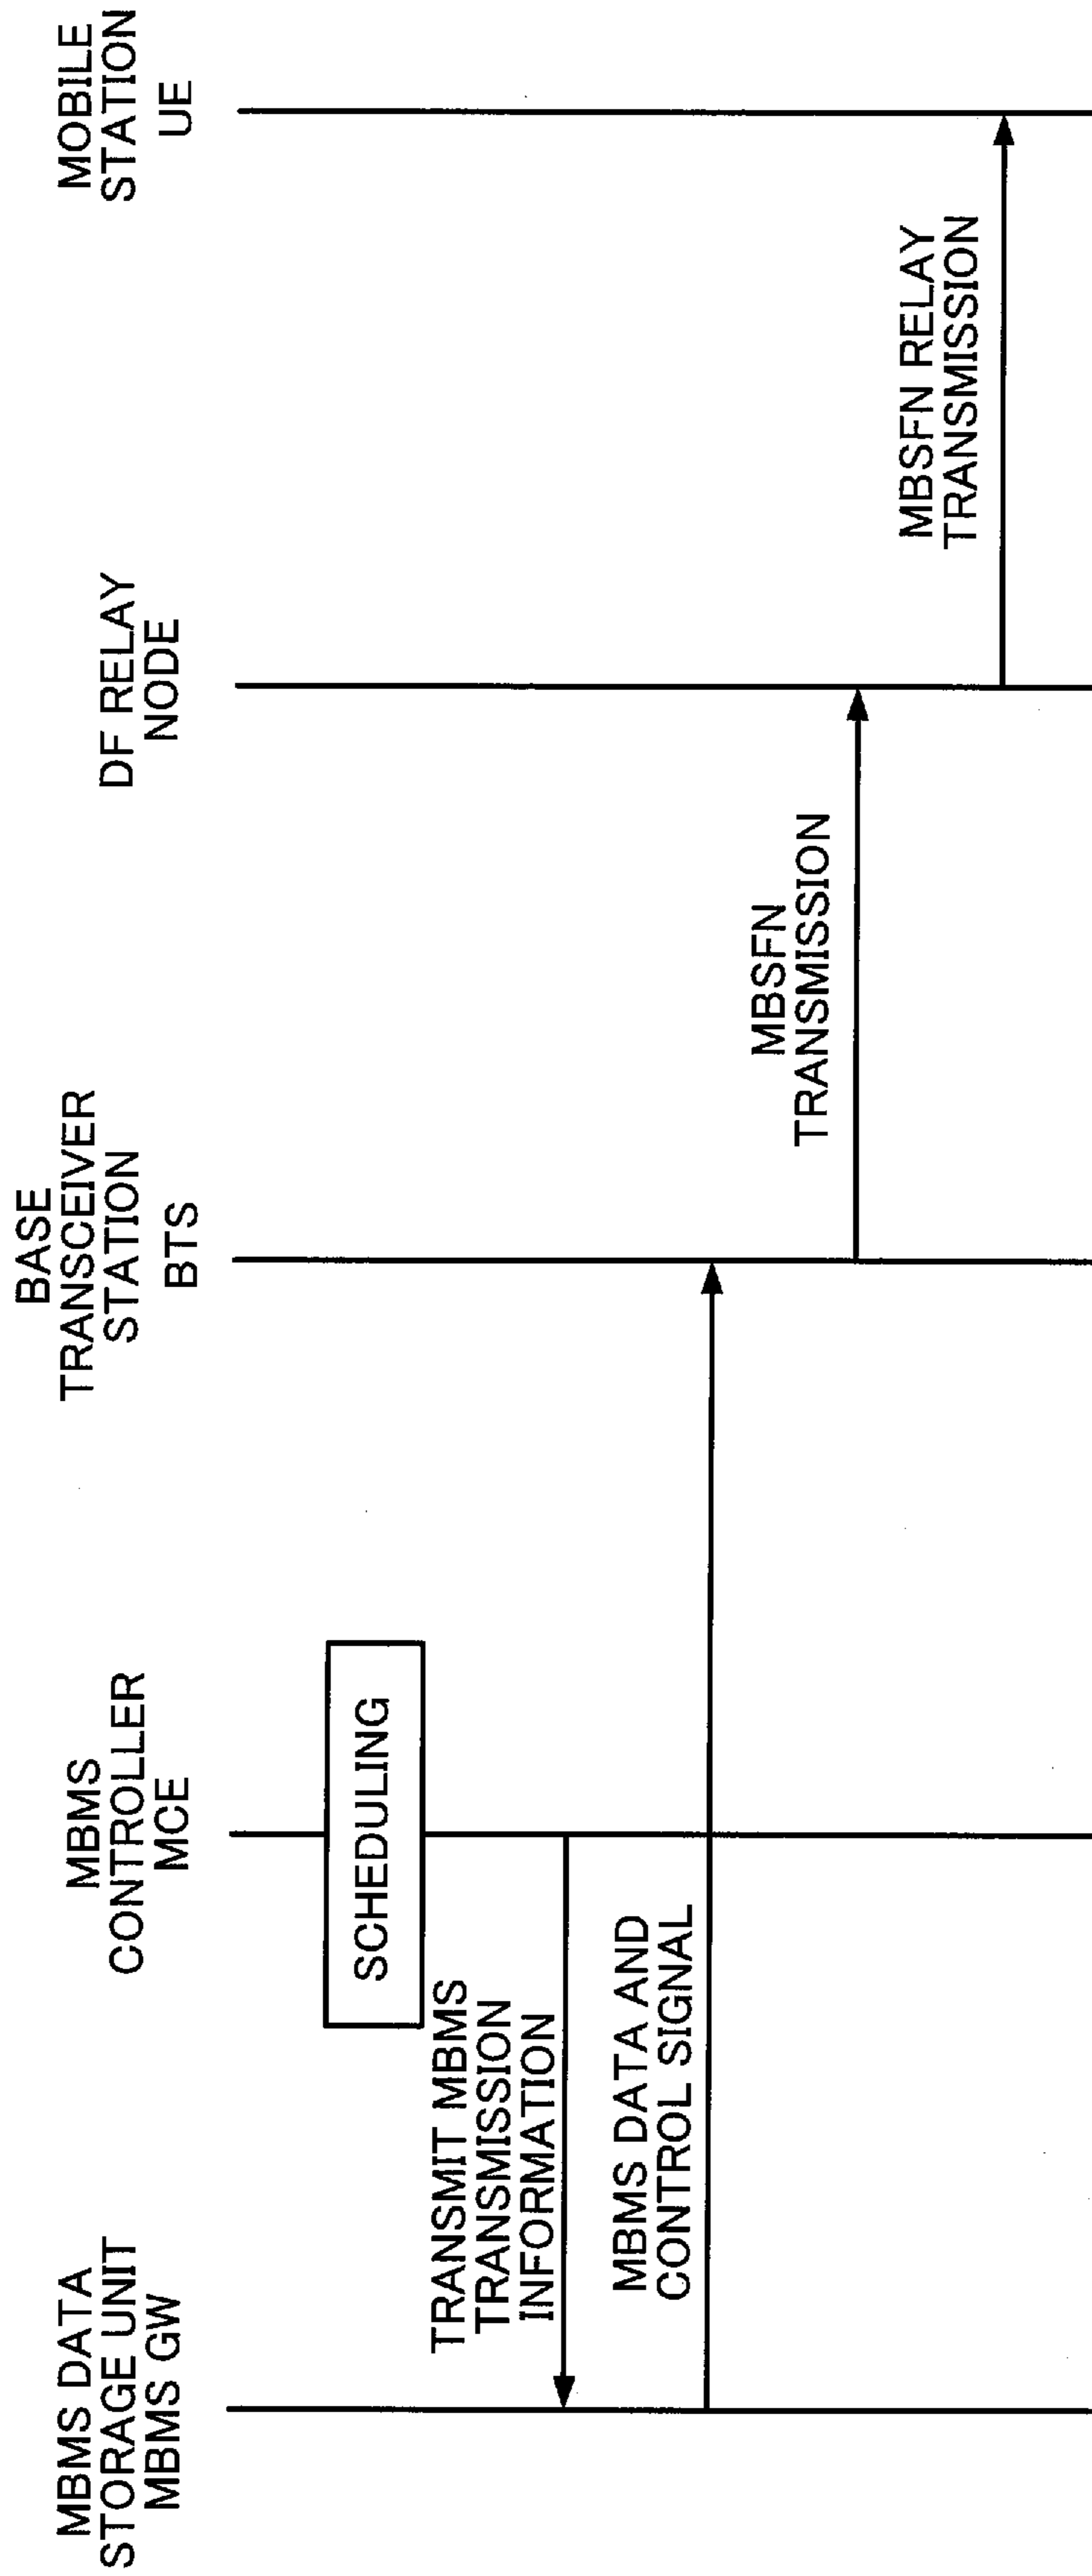 MBMS DATA
STORAGE UNIT
MBMS GW
MBMS
CONTROLLER
MCE
BASE
TRANSCEIVER
STATION
BTS
DF RELAY
NODE
MOBILE
STATION
UE
SCHEDULING
TRANSMIT MBMS
TRANSMISSION
INFORMATION
MBMS DATA AND
CONTROL SIGNAL
MBSFN
TRANSMISSION
MBSFN RELAY
TRANSMISSION